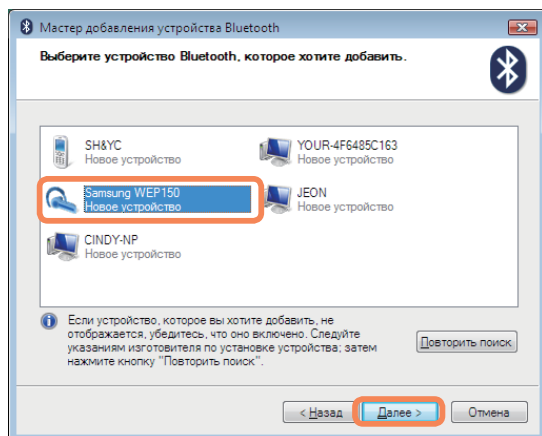 Мастер добавления устройства Bluetooth
Выберите устройство Bluetooth, которое хотите добавить.
SH&YC
Новое устройство
YOUR-4F6485C163
Новое устройство
Samsung WEP150
Новое устройство
JEON
Новое устройство
CINDY-NP
Новое устройство
Если устройство, которое вы хотите добавить, не
отображается, убедитесь, что оно включено. Следуйте
указаниям изготовителя по установке устройства; затем
нажмите кнопку "Повторить поиск".
Повторить поиск
< Назад
Далее >
Отмена